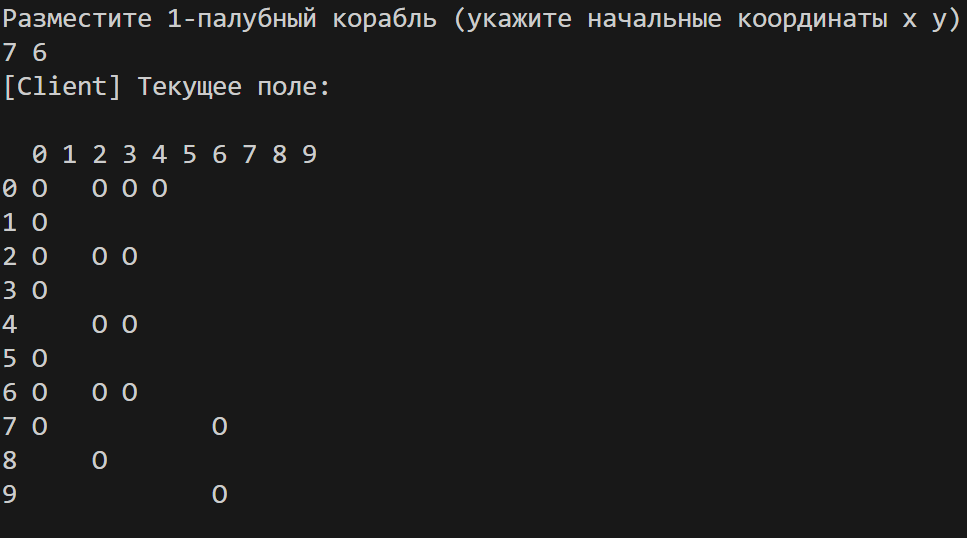 Разместите 1-палубный корабль (укажите начальные координаты x y)
7 6
[Client] Текущее поле:

  0 1 2 3 4 5 6 7 8 9
0 O   O O O
1 O
2 O   O O
3 O
4     O O
5 O
6 O   O O
7 O           O
8     O
9             O